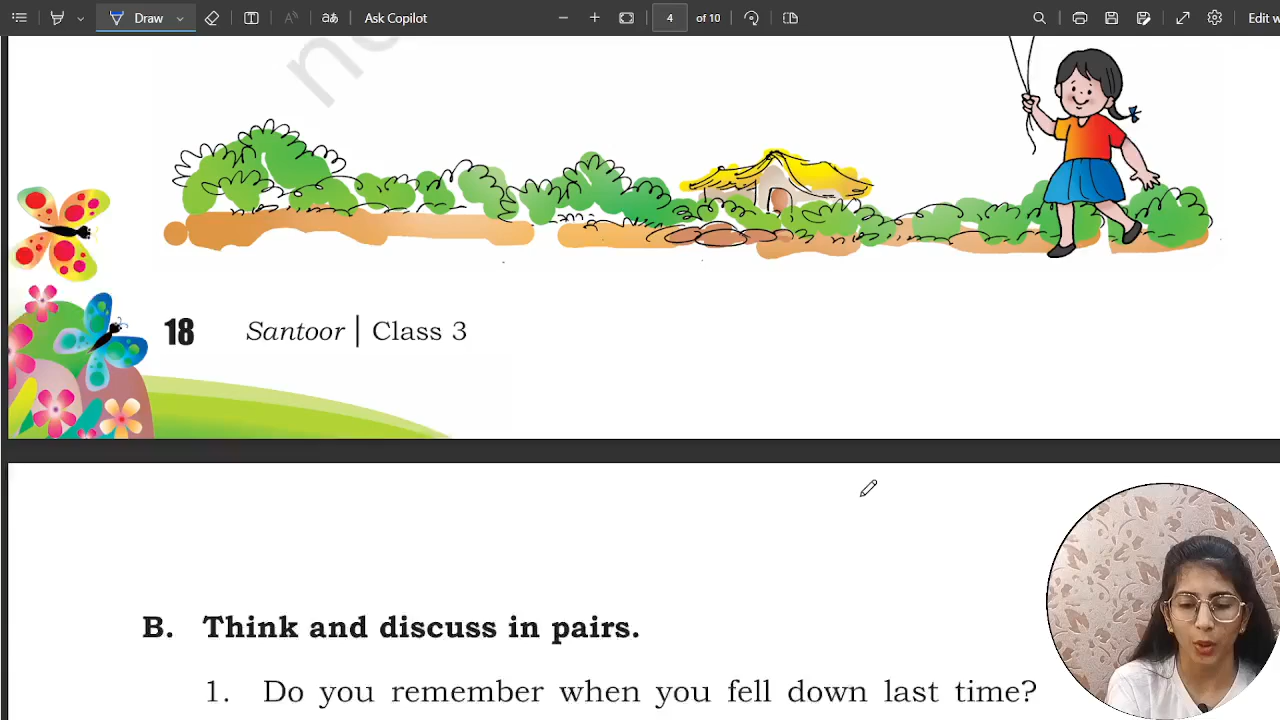 Draw
Ask Copilot
4 of 10
Edit w
18 Santoor | Class 3
B. Think and discuss in pairs.
1. Do you remember when you fell down last time?